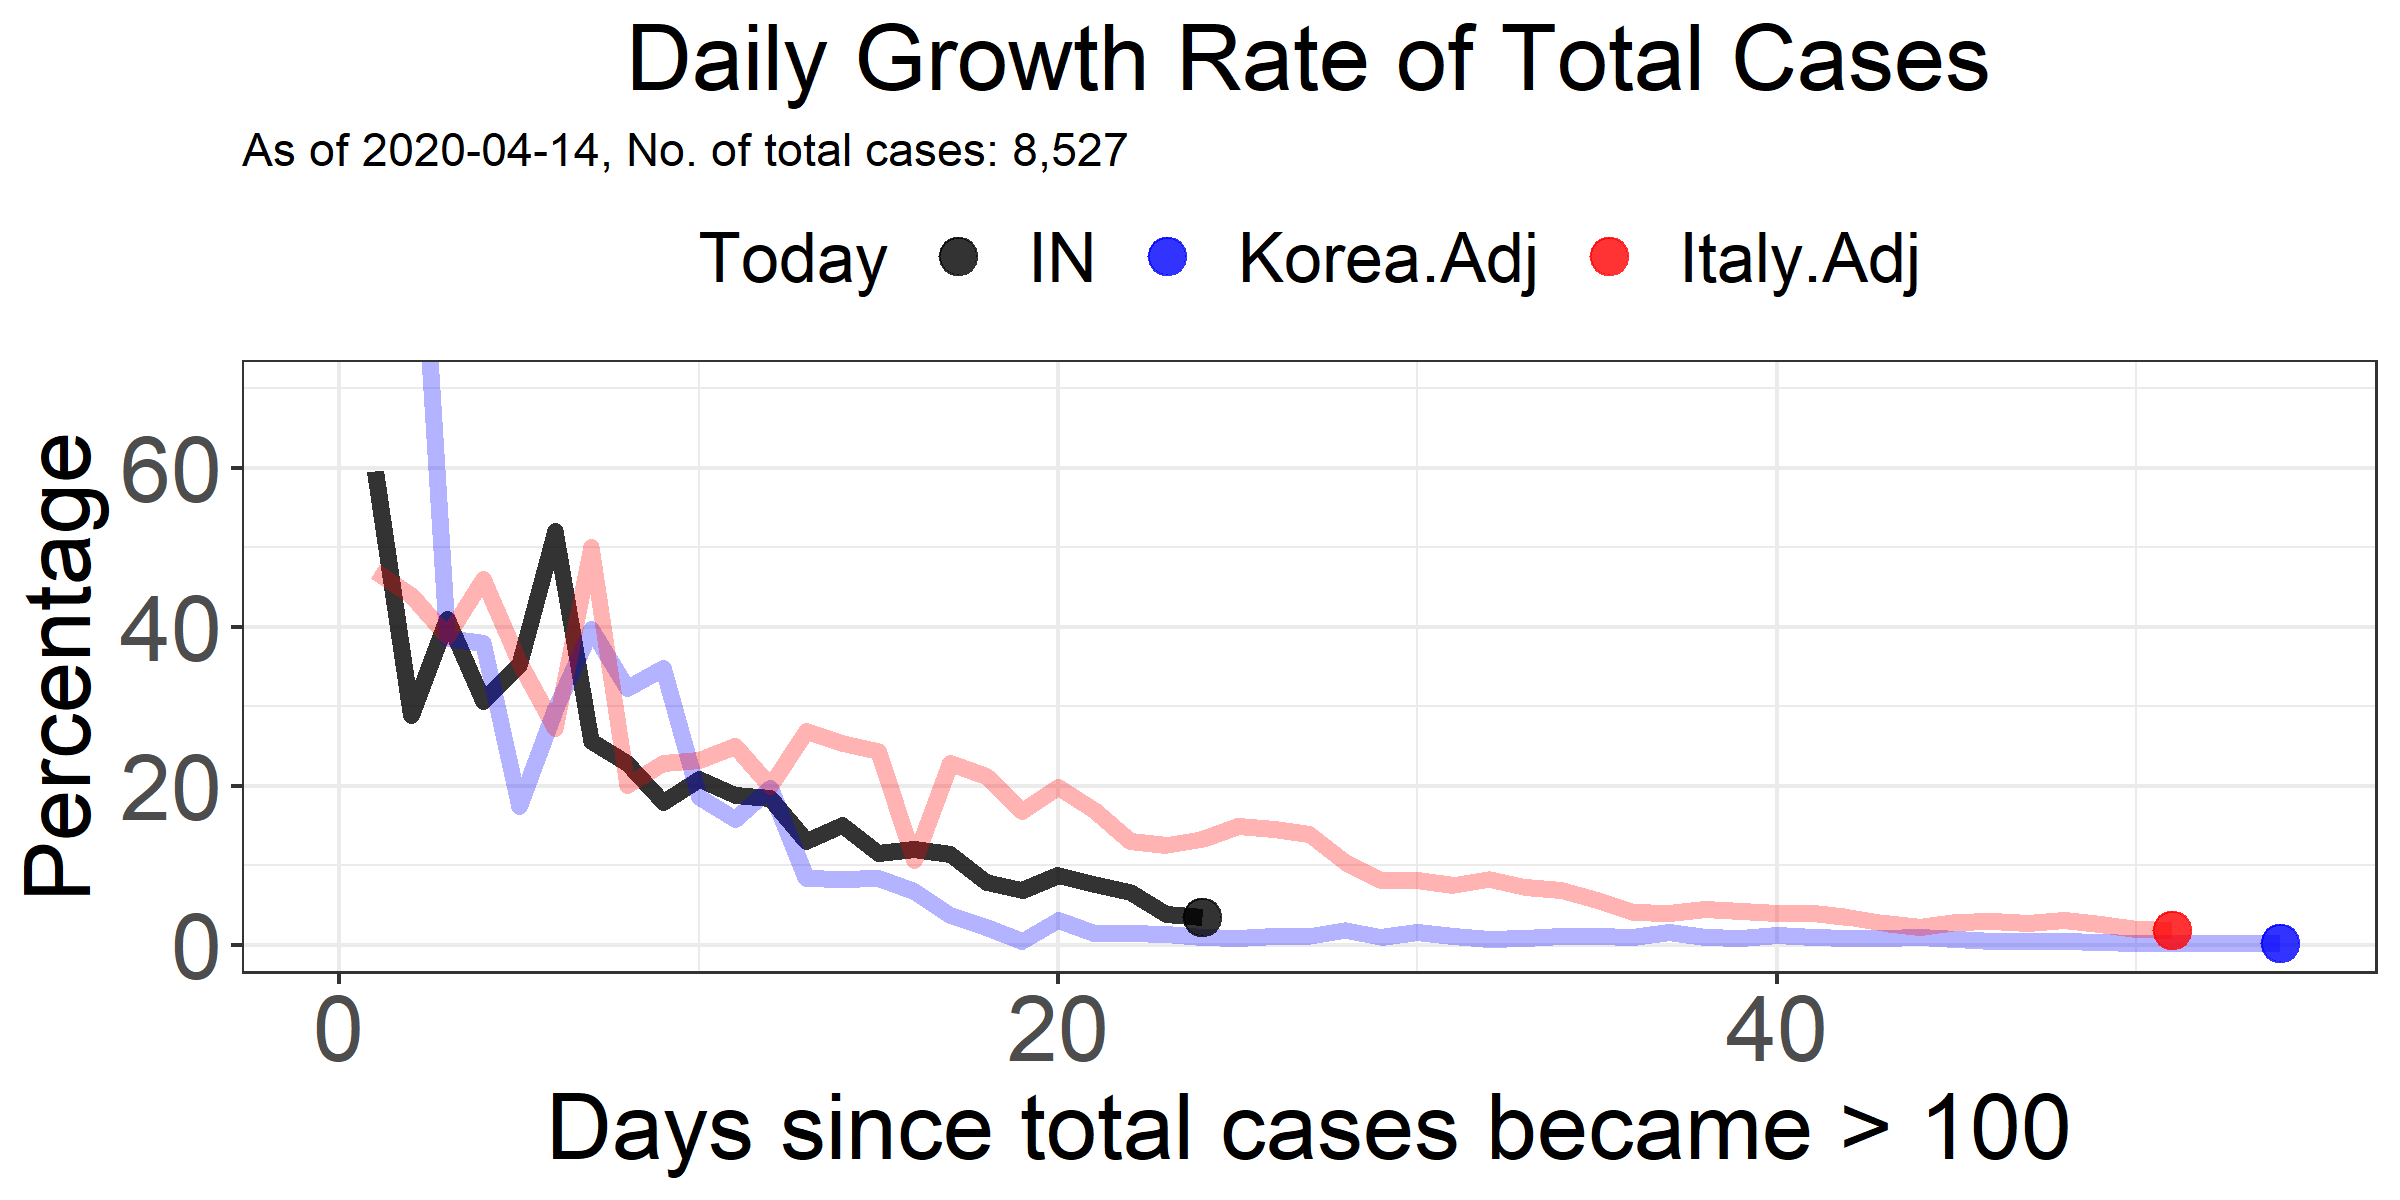 Daily Growth Rate of Total Cases
As of 2020-04-14, No. of total cases: 8,527
Today IN Korea.Adj Italy.Adj
Percentage
60
40
20
0
0 20 40
Days since total cases became > 100